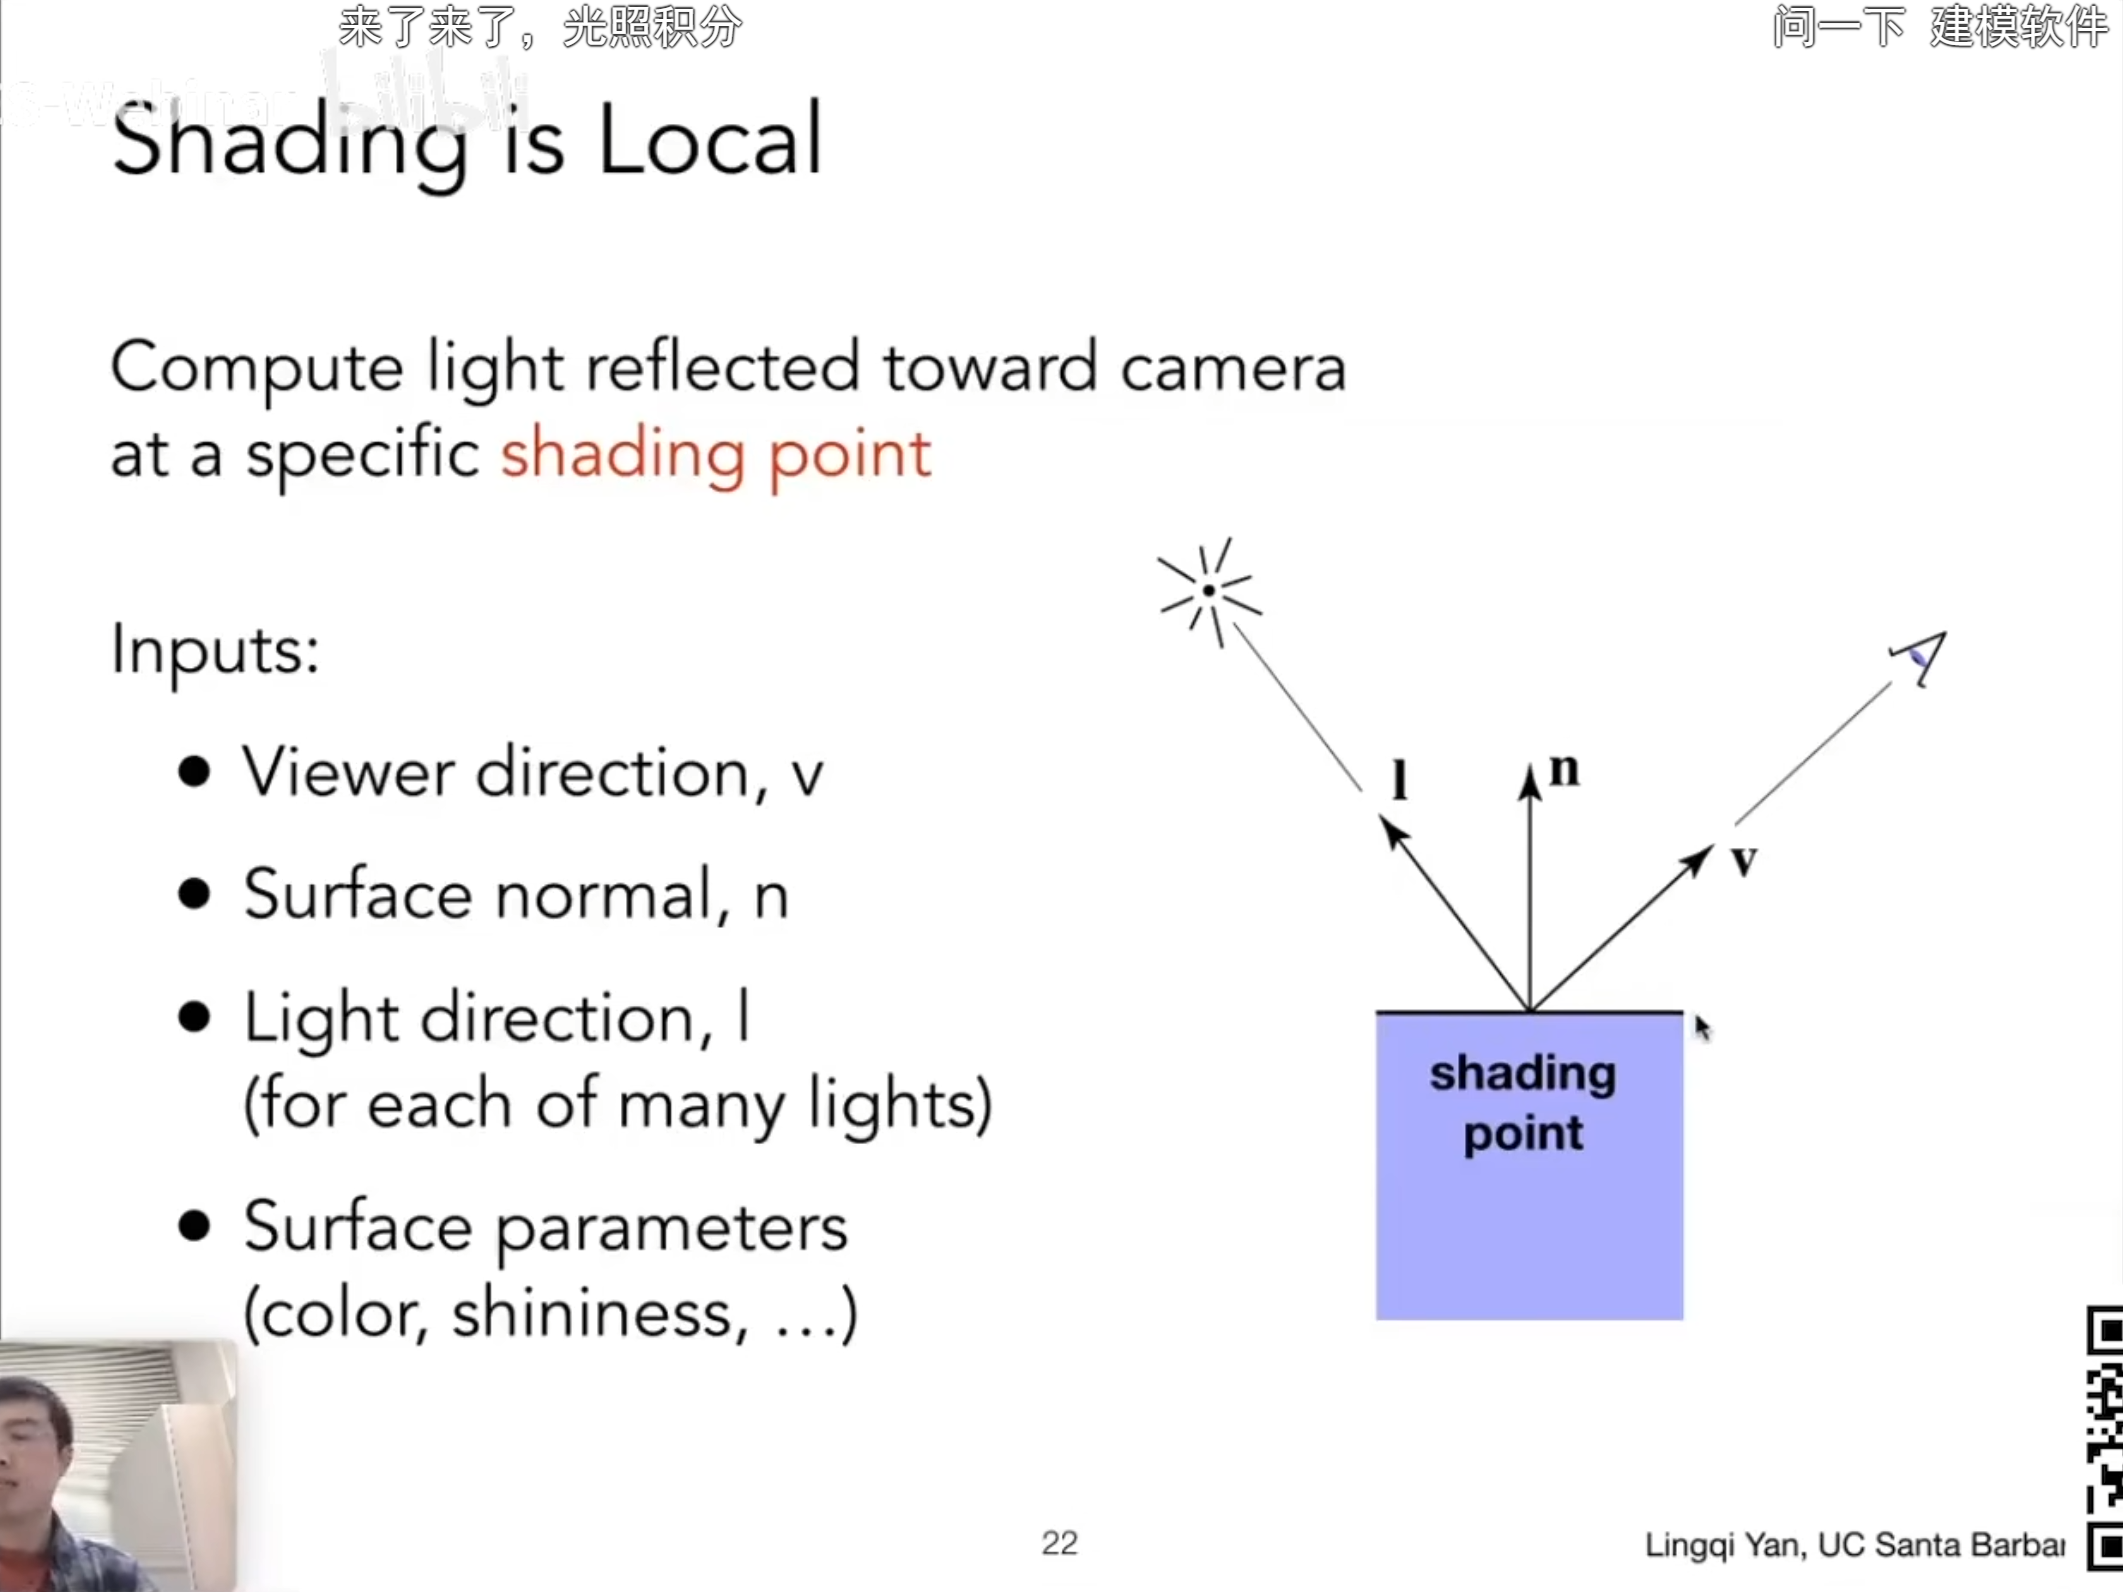 来了来了，光照积分
问一下 建模软件
S-Webinar bilibili
Shading is Local
Compute light reflected toward camera
at a specific shading point
Inputs:
● Viewer direction, v
● Surface normal, n
● Light direction, l
(for each of many lights)
● Surface parameters
(color, shininess, ...)
l
n
v
shading
point
22
Lingqi Yan, UC Santa Barbar